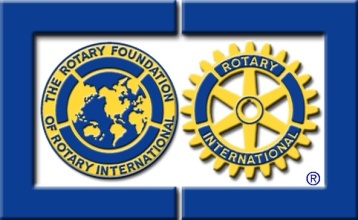 THE ROTARY FOUNDATION
OF ROTARY INTERNATIONAL
ROTARY
INTERNATIONAL
®